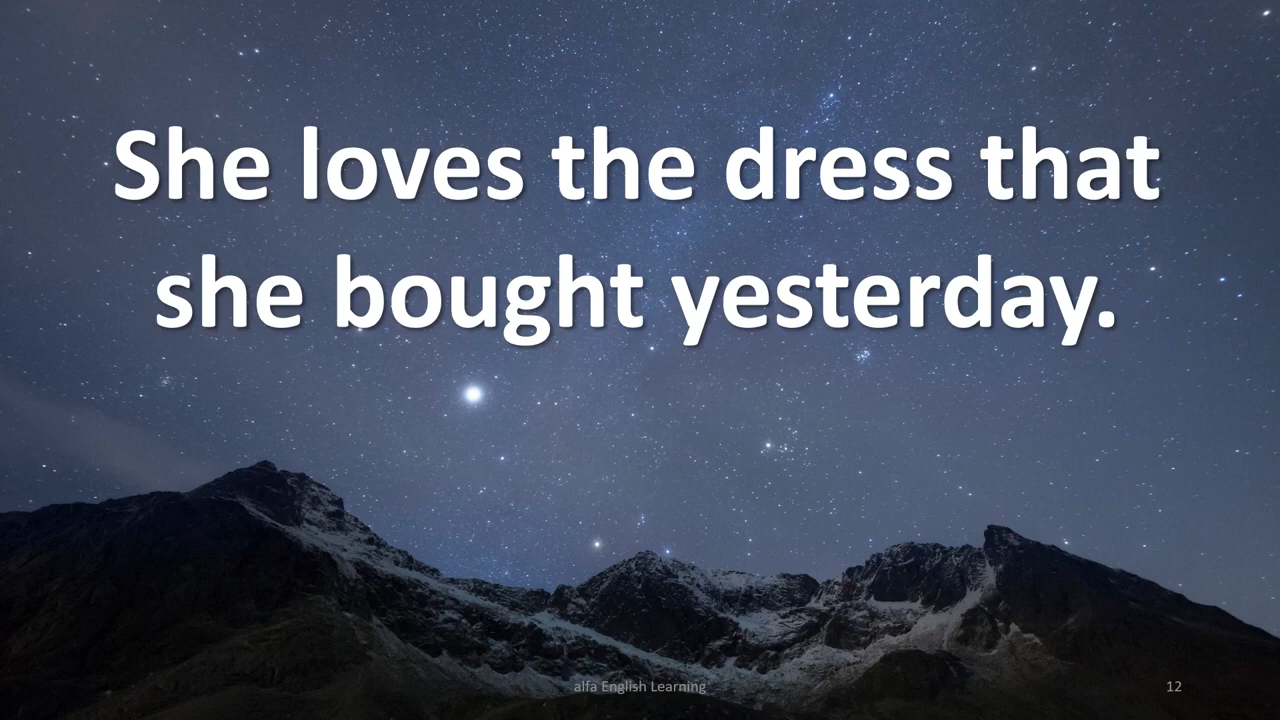 She loves the dress that
she bought yesterday.
alfa English Learning
12